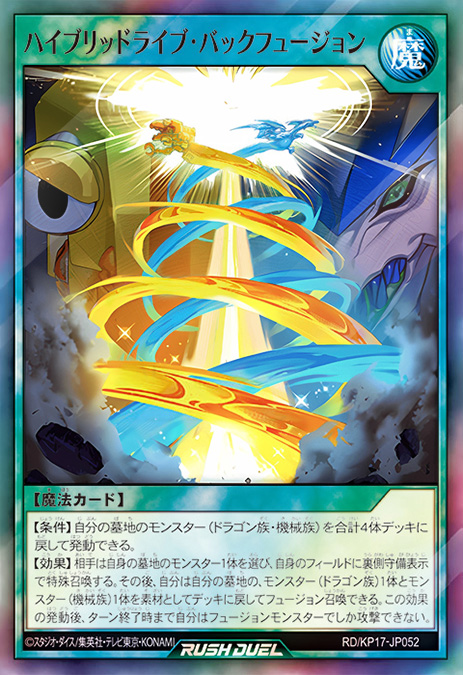 ハイブリッドライブ・バックフュージョン
魔
【魔法カード】
【条件】自分の墓地のモンスター(ドラゴン族・機械族)を合計4体デッキに
戻して発動できる。
【効果】相手は自身の墓地のモンスター1体を選び、自身のフィールドに裏側守備表示
で特殊召喚する。その後、自分は自分の墓地の、モンスター(ドラゴン族)1体とモン
スター(機械族)1体を素材としてデッキに戻してフュージョン召喚できる。この効果
の発動後、ターン終了時まで自分はフュージョンモンスターでしか攻撃できない。
©スタジオ・ダイス/集英社・テレビ東京・KONAMI
RUSH DUEL
RD/KP17-JP052